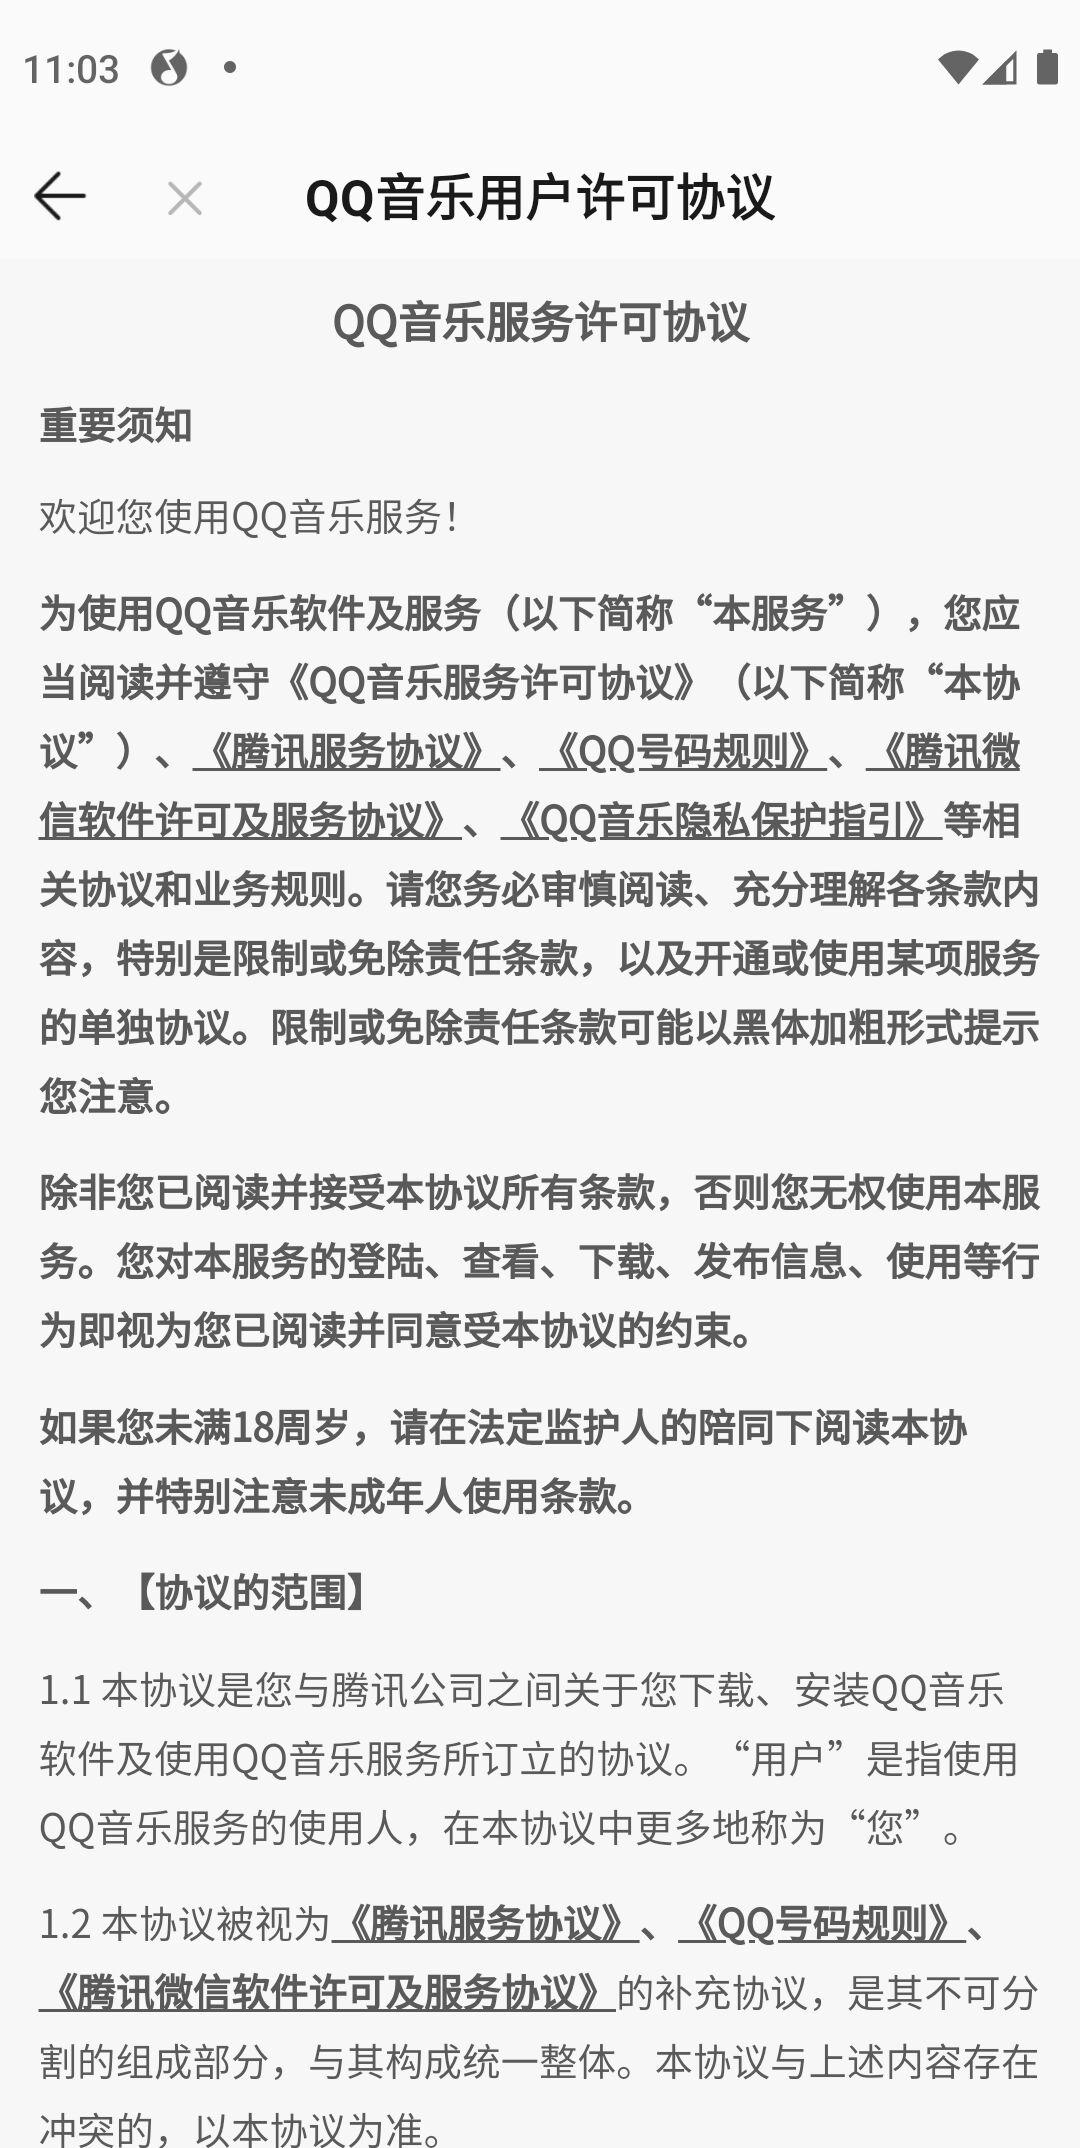 11:03
QQ音乐用户许可协议
QQ音乐服务许可协议
重要须知
欢迎您使用QQ音乐服务！
为使用QQ音乐软件及服务（以下简称“本服务”），您应
当阅读并遵守《QQ音乐服务许可协议》（以下简称“本协
议”）、《腾讯服务协议》、《QQ号码规则》、《腾讯微
信软件许可及服务协议》、《QQ音乐隐私保护指引》等相
关协议和业务规则。请您务必审慎阅读、充分理解各条款内
容，特别是限制或免除责任条款，以及开通或使用某项服务
的单独协议。限制或免除责任条款可能以黑体加粗形式提示
您注意。
除非您已阅读并接受本协议所有条款，否则您无权使用本服
务。您对本服务的登陆、查看、下载、发布信息、使用等行
为即视为您已阅读并同意受本协议的约束。
如果您未满18周岁，请在法定监护人的陪同下阅读本协
议，并特别注意未成年人使用条款。
一、【协议的范围】
1.1 本协议是您与腾讯公司之间关于您下载、安装QQ音乐
软件及使用QQ音乐服务所订立的协议。“用户”是指使用
QQ音乐服务的使用人，在本协议中更多地称为“您”。
1.2 本协议被视为《腾讯服务协议》、《QQ号码规则》、
《腾讯微信软件许可及服务协议》的补充协议，是其不可分
割的组成部分，与其构成统一整体。本协议与上述内容存在
冲突的，以本协议为准。